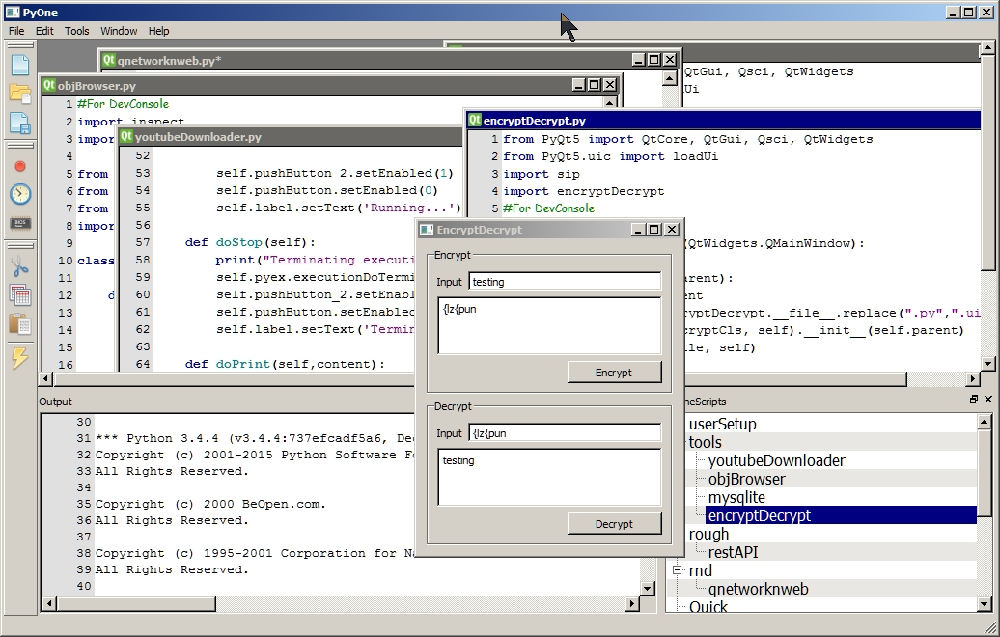 PyOne
File Edit Tools Window Help
qnetworknweb.py*
QtGui, Qsci, QtWidgets
Ui
objBrowser.py
1 #For DevConsole
2 import inspect
3 impor
4
5 from
6 from
7 from
8 impor
9
10 class
11
12 d
13
14
15
16
youtubeDownloader.py
52
53 self.pushButton_2.setEnabled(1)
54 self.pushButton.setEnabled(0)
55 self.label.setText('Running...')
56
57 def doStop(self):
58 print("Terminating executi
59 self.pyex.executionDoTermi
60 self.pushButton_2.setEnabl
61 self.pushButton.setEnabled
62 self.label.setText('Termin
63
64 def doPrint(self,content):
encryptDecrypt.py
1 from PyQt5 import QtCore, QtGui, Qsci, QtWidgets
2 from PyQt5.uic import loadUi
3 import sip
4 import encryptDecrypt
5 #For DevConsole
(QtWidgets.QMainWindow):
arent):
ent
ryptDecrypt.__file__.replace(".py",".ui
cryptCls, self).__init__(self.parent)
ile, self)
EncryptDecrypt
Encrypt
Input testing
{lz{pun
Encrypt
Decrypt
Input {lz{pun
testing
Decrypt
Output
30
31 *** Python 3.4.4 (v3.4.4:737efcadf5a6, Dec
32 Copyright (c) 2001-2015 Python Software Fo
33 All Rights Reserved.
34
35 Copyright (c) 2000 BeOpen.com.
36 All Rights Reserved.
37
38 Copyright (c) 1995-2001 Corporation for Na
39 All Rights Reserved.
40
neScripts
userSetup
tools
youtubeDownloader
objBrowser
mysqlite
encryptDecrypt
rough
restAPI
rnd
qnetworknweb
Quick